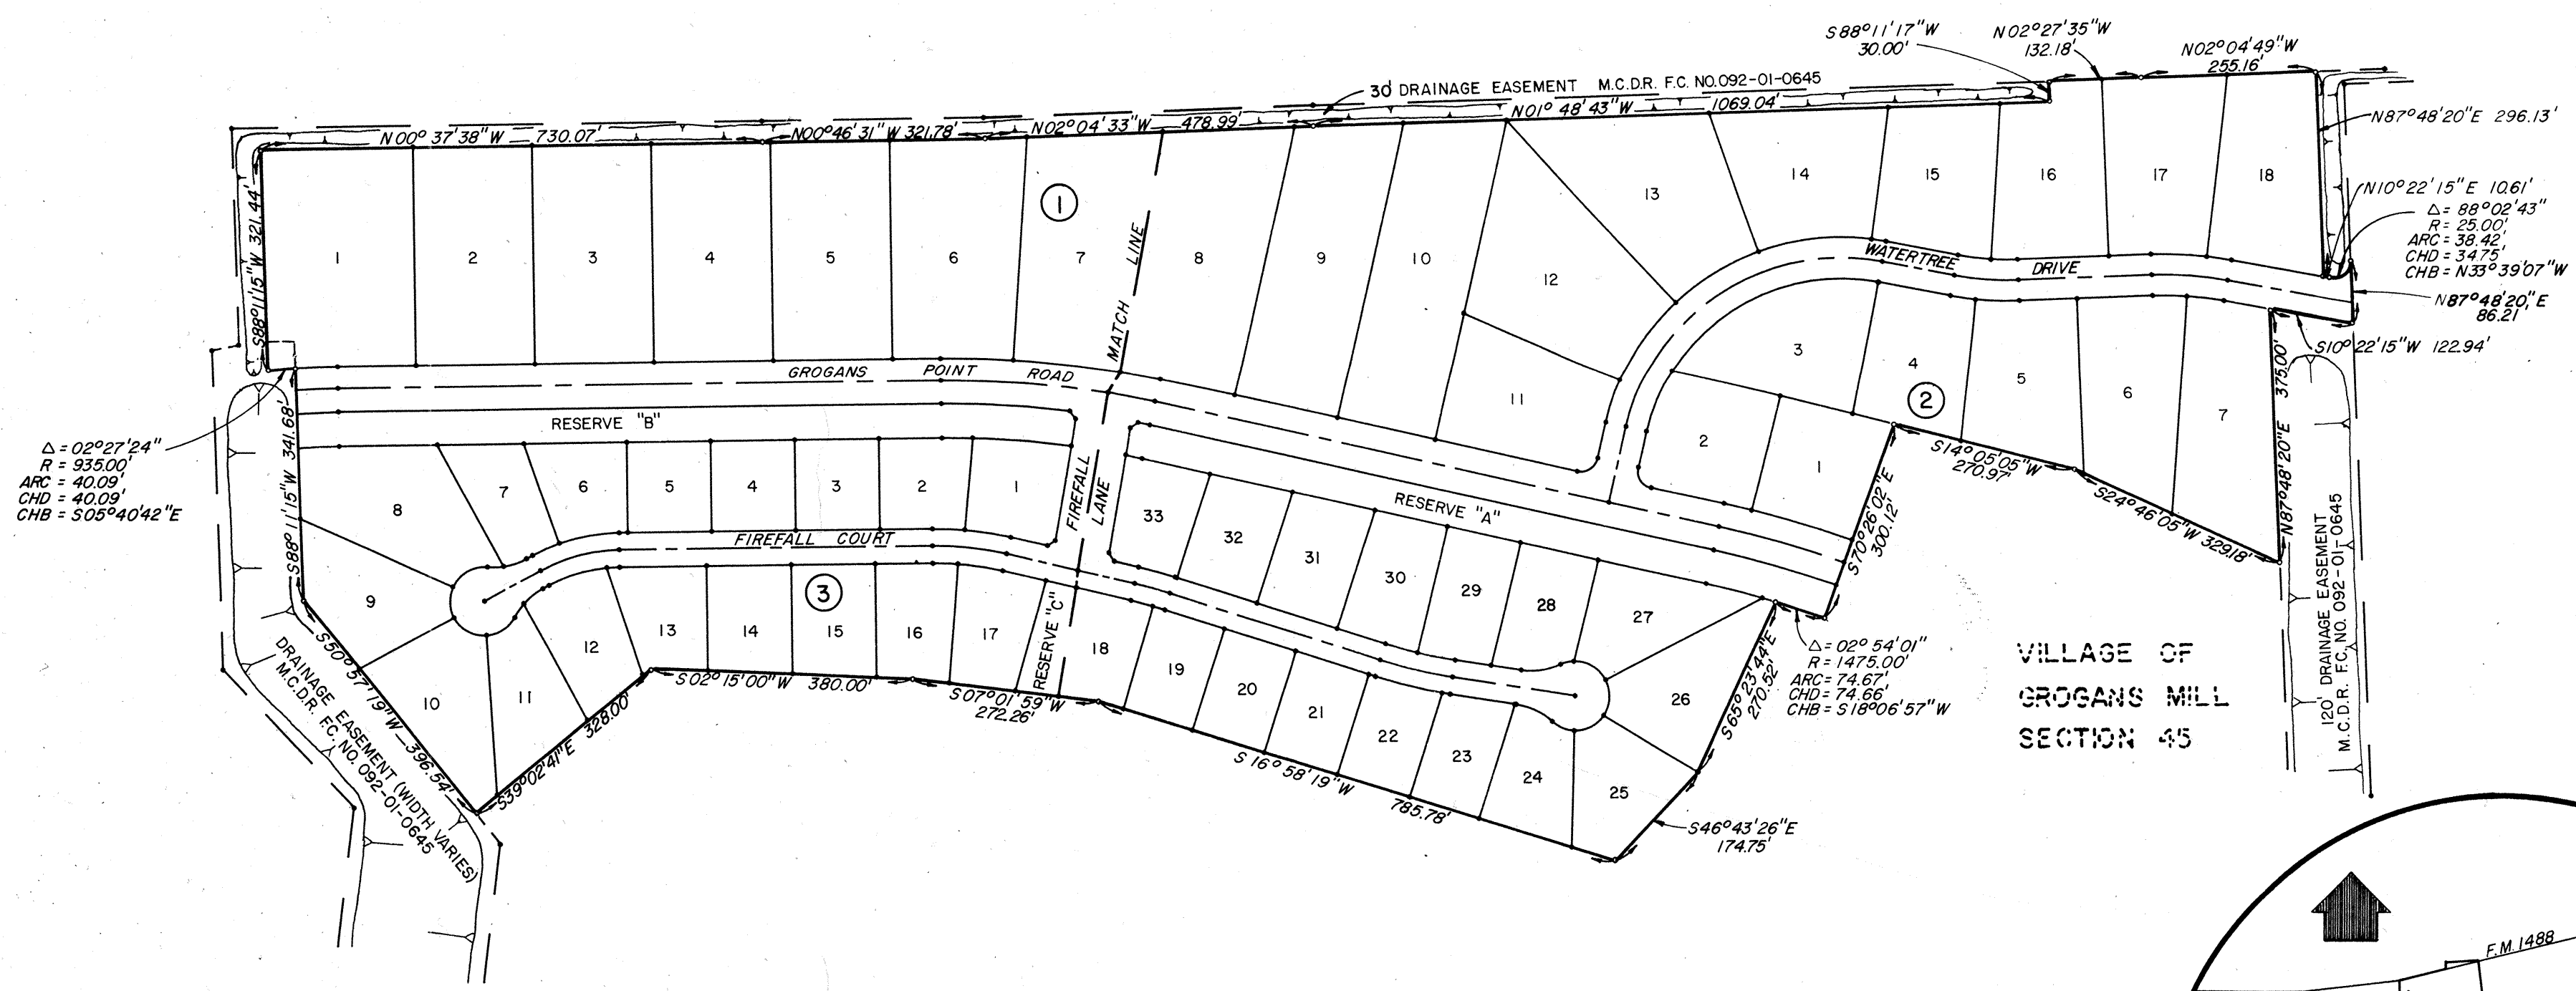 S88°11'17"W
30.00'
N02°27'35"W
132.18'
N02°04'49"W
255.16'
30' DRAINAGE EASEMENT M.C.D.R. F.C. NO. 092-01-0645
N00°37'38"W 730.07'
N00°46'31"W 321.78'
N02°04'33"W 478.99'
N01°48'43"W 1069.04'
N87°48'20"E 296.13'
N10°22'15"E 10.61'
Δ= 88°02'43"
R = 25.00'
ARC = 38.42'
CHD = 34.75'
CHB = N33°39'07"W
N87°48'20"E
86.21'
S10°22'15"W 122.94'
S88°11'15"W 321.44'
1
1
2
3
4
5
6
7
8
9
10
11
12
13
14
15
16
17
18
MATCH LINE
WATERTREE DRIVE
GROGANS POINT ROAD
Δ = 02°27'24"
R = 935.00'
ARC = 40.09'
CHD = 40.09'
CHB = S05°40'42"E
S88°11'15"W 341.68'
RESERVE "B"
FIREFALL
LANE
RESERVE "A"
2
1
2
3
4
5
6
7
N87°48'20"E 375.00'
S14°05'05"W
270.97'
S24°46'05"W 329.18'
S70°26'02"E
300.12'
8
7
6
5
4
3
2
1
FIREFALL COURT
3
9
10
11
12
13
14
15
16
17
RESERVE "C"
18
19
20
21
22
23
24
25
26
27
28
29
30
31
32
33
S50°57'19"W 396.54'
S39°02'41"E 328.00'
S02°15'00"W 380.00'
S07°01'59"W
272.26'
S16°58'19"W 785.78'
S46°43'26"E
174.75'
S65°23'44"E
270.52'
Δ = 02°54'01"
R = 1475.00'
ARC = 74.67'
CHD = 74.66'
CHB = S18°06'57"W
DRAINAGE EASEMENT (WIDTH VARIES)
M.C.D.R. F.C. NO. 092-01-0645
120' DRAINAGE EASEMENT
M.C.D.R. F.C. NO. 092-01-0645
VILLAGE OF
GROGANS MILL
SECTION 45
F.M. 1488